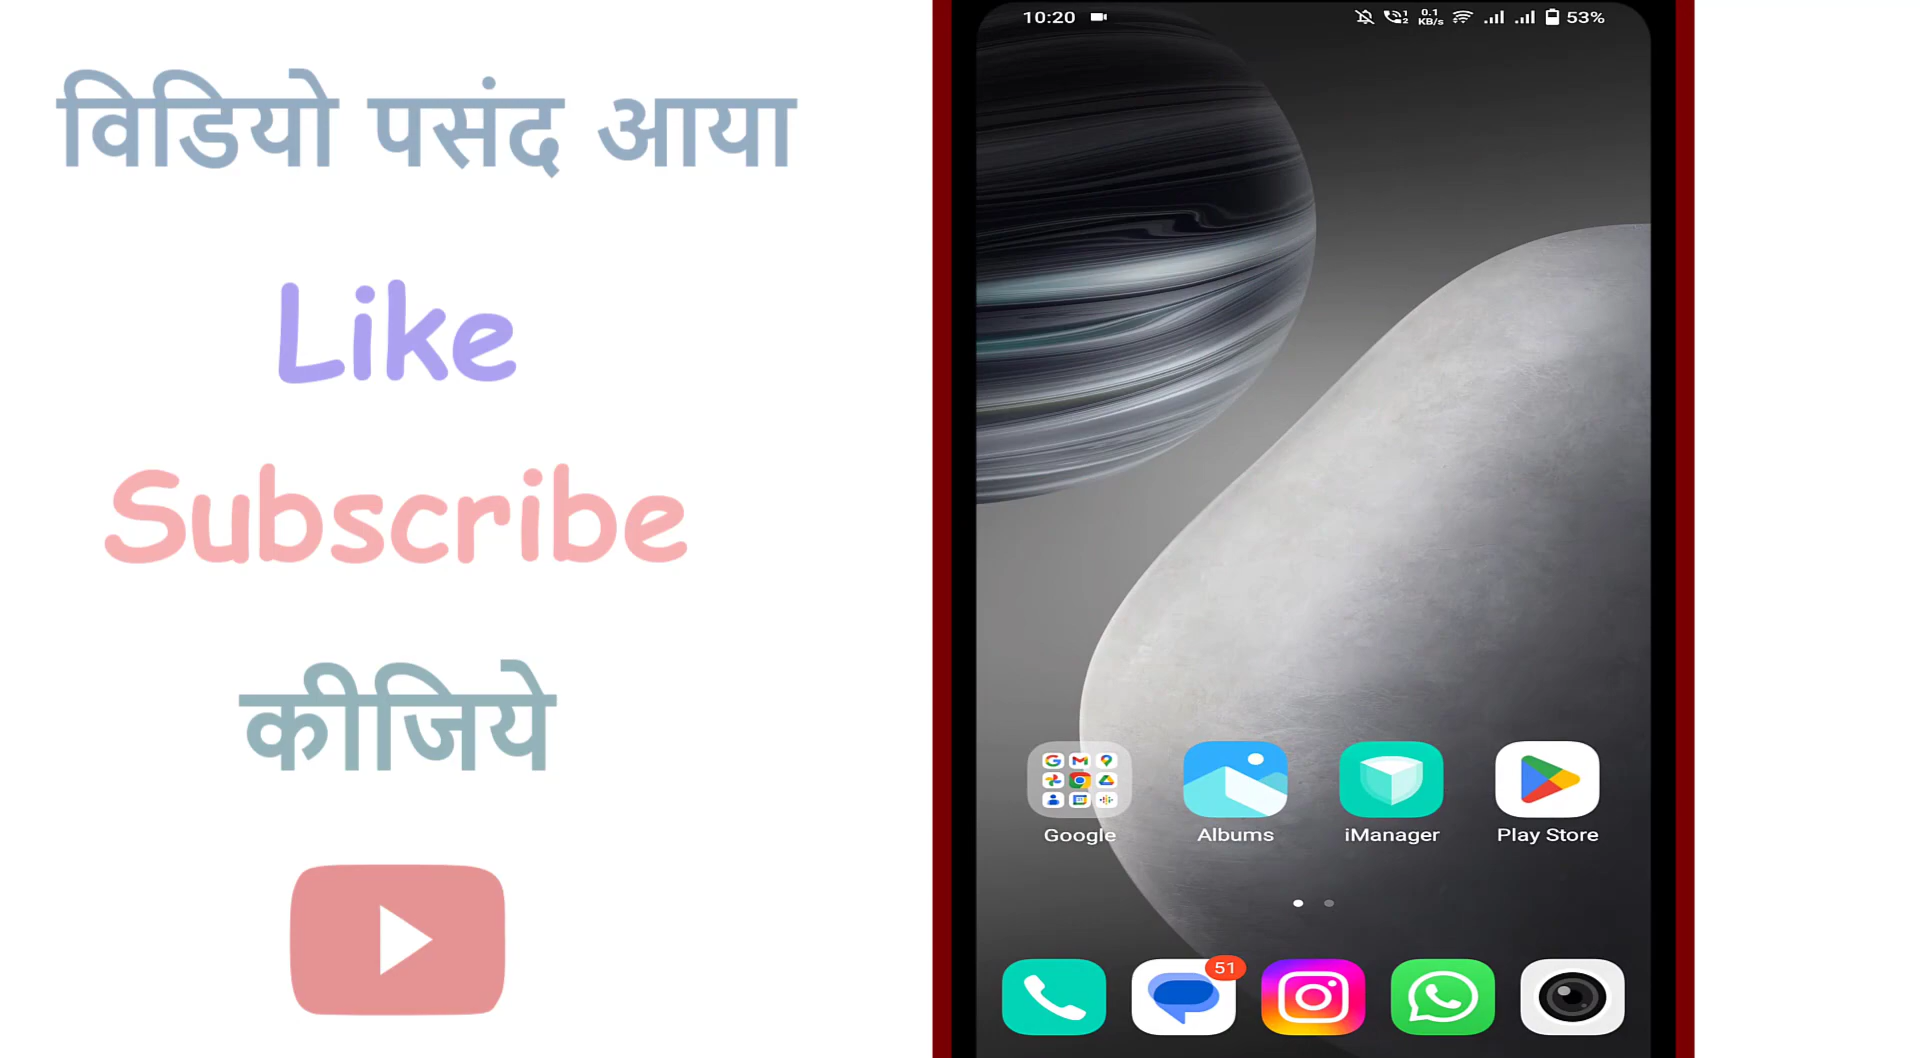 विडियो पसंद आया
Like
Subscribe
कीजिये
10:20
0.1 KB/s
53%
Google
Albums
iManager
Play Store
51